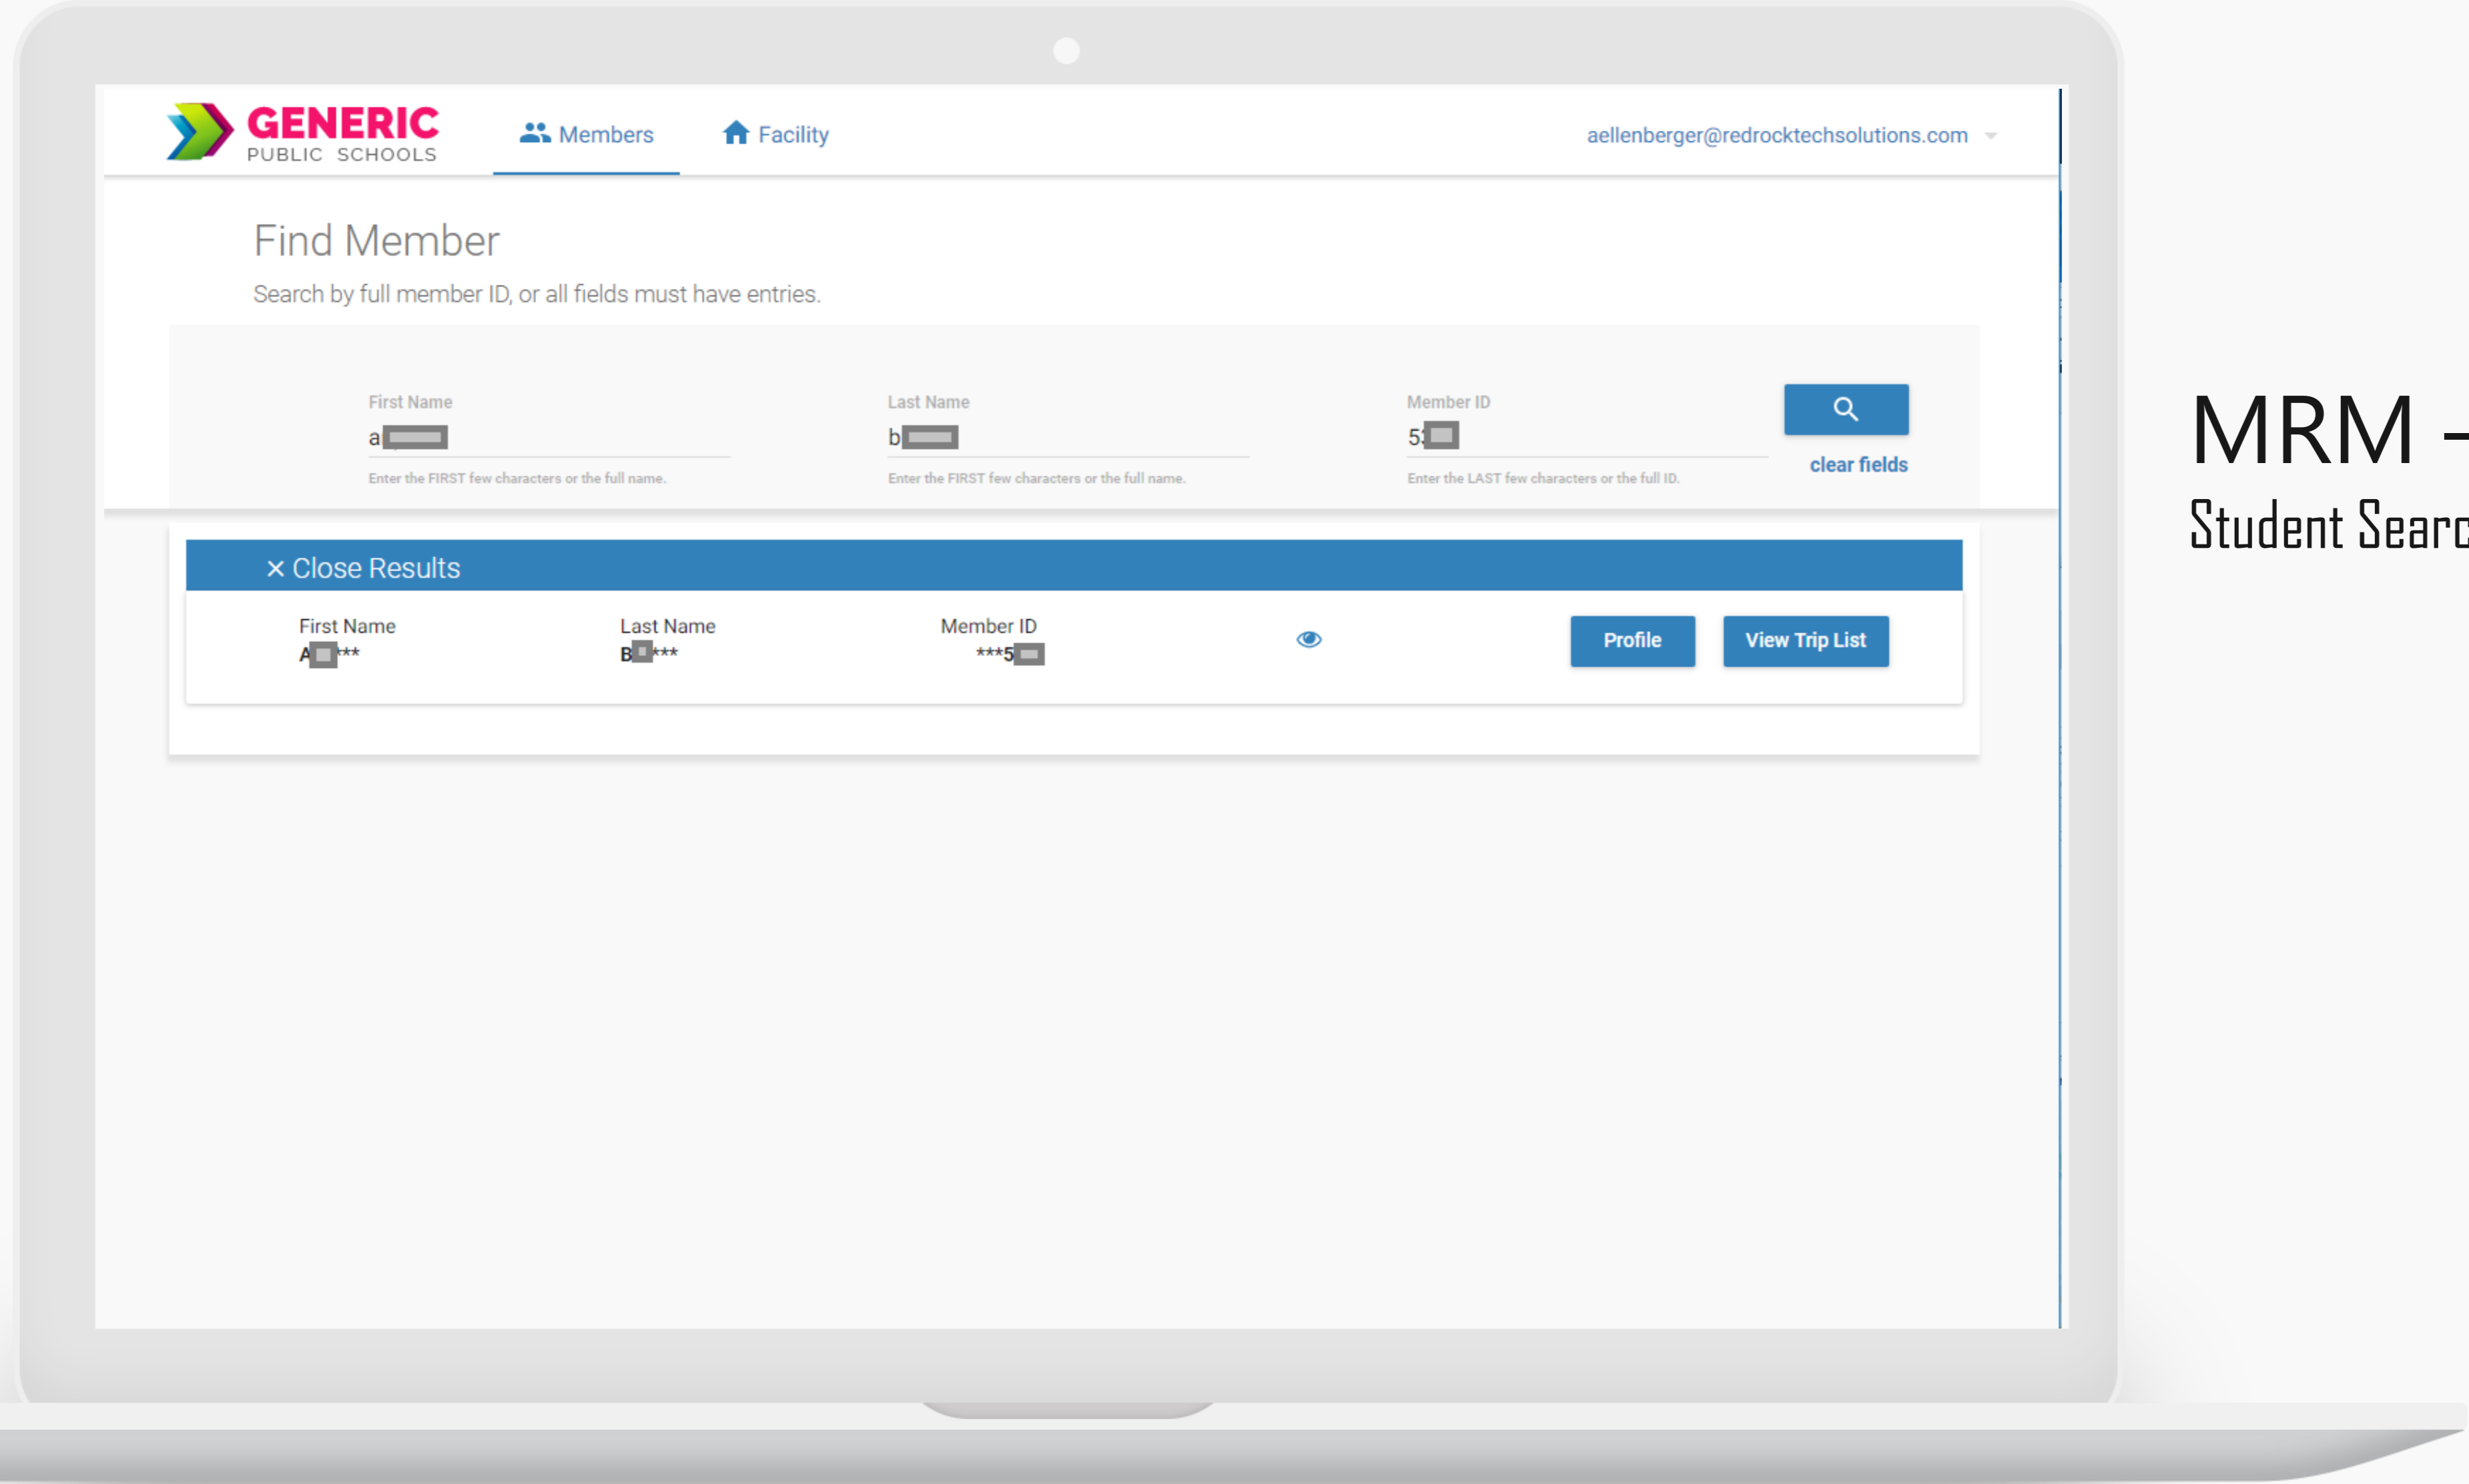 GENERIC
PUBLIC SCHOOLS
Members
Facility
aellenberger@redrocktechsolutions.com
Find Member
Search by full member ID, or all fields must have entries.
First Name
Last Name
Member ID
a
b
5
Enter the FIRST few characters or the full name.
Enter the FIRST few characters or the full name.
Enter the LAST few characters or the full ID.
clear fields
× Close Results
First Name
Last Name
Member ID
A ***
B ***
***5
Profile
View Trip List
MRM –
Student Searc